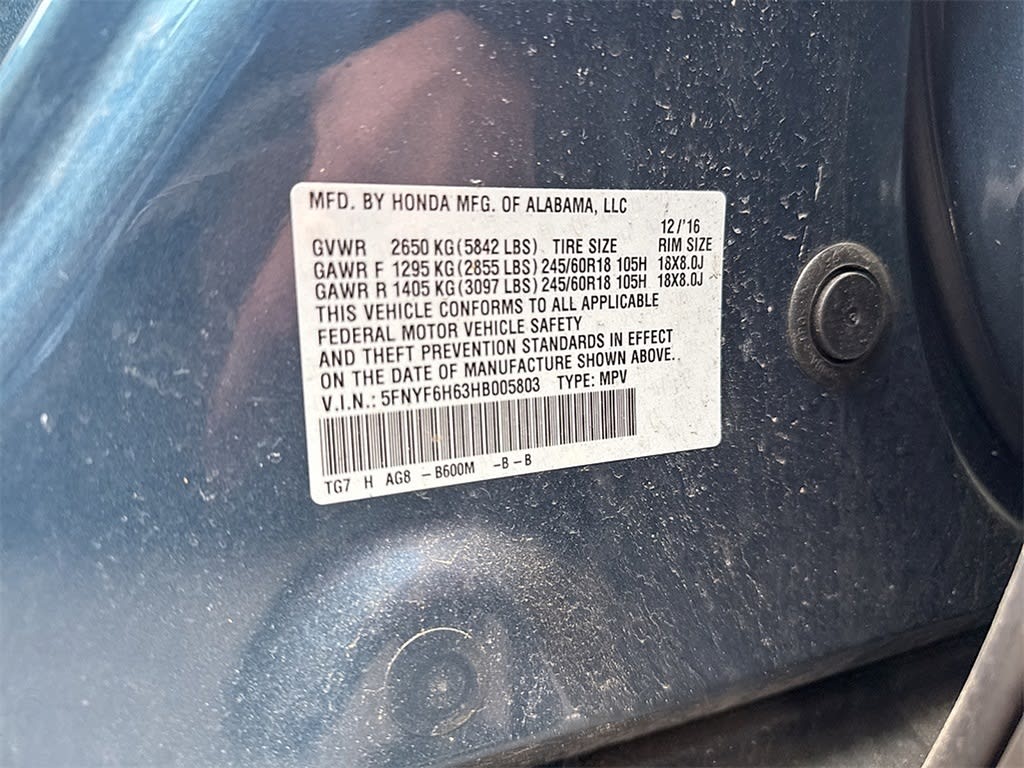 MFD. BY HONDA MFG. OF ALABAMA, LLC
12/'16
GVWR 2650 KG (5842 LBS) TIRE SIZE RIM SIZE
GAWR F 1295 KG (2855 LBS) 245/60R18 105H 18X8.0J
GAWR R 1405 KG (3097 LBS) 245/60R18 105H 18X8.0J
THIS VEHICLE CONFORMS TO ALL APPLICABLE
FEDERAL MOTOR VEHICLE SAFETY
AND THEFT PREVENTION STANDARDS IN EFFECT
ON THE DATE OF MANUFACTURE SHOWN ABOVE.
V.I.N.: 5FNYF6H63HB005803 TYPE: MPV
TG7 H AG8 -B600M -B-B